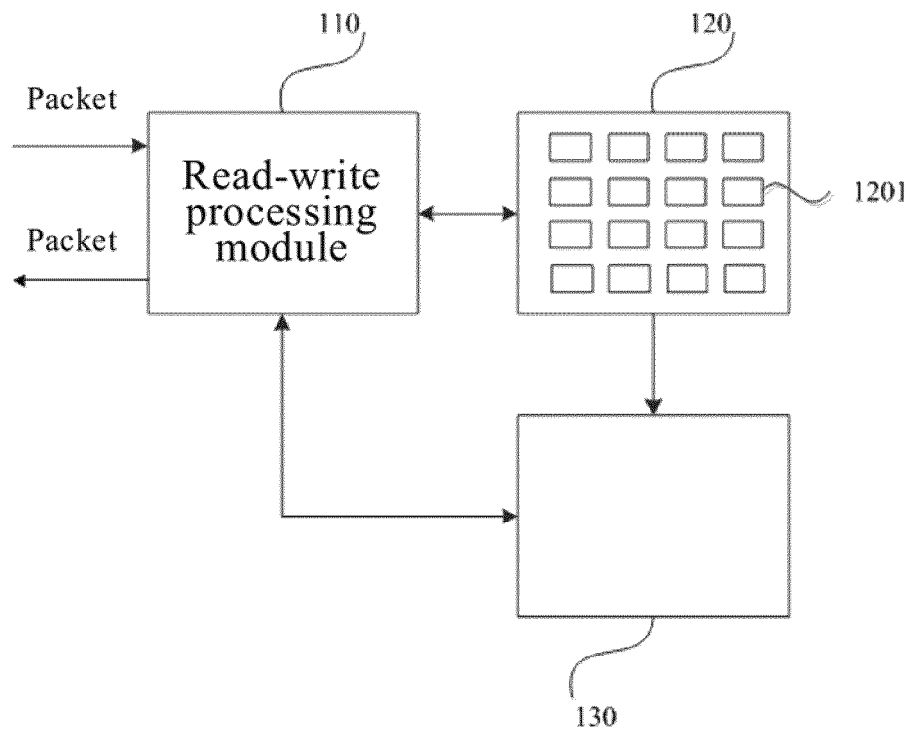 110
120
Packet
Read-write
processing
module
1201
Packet
130